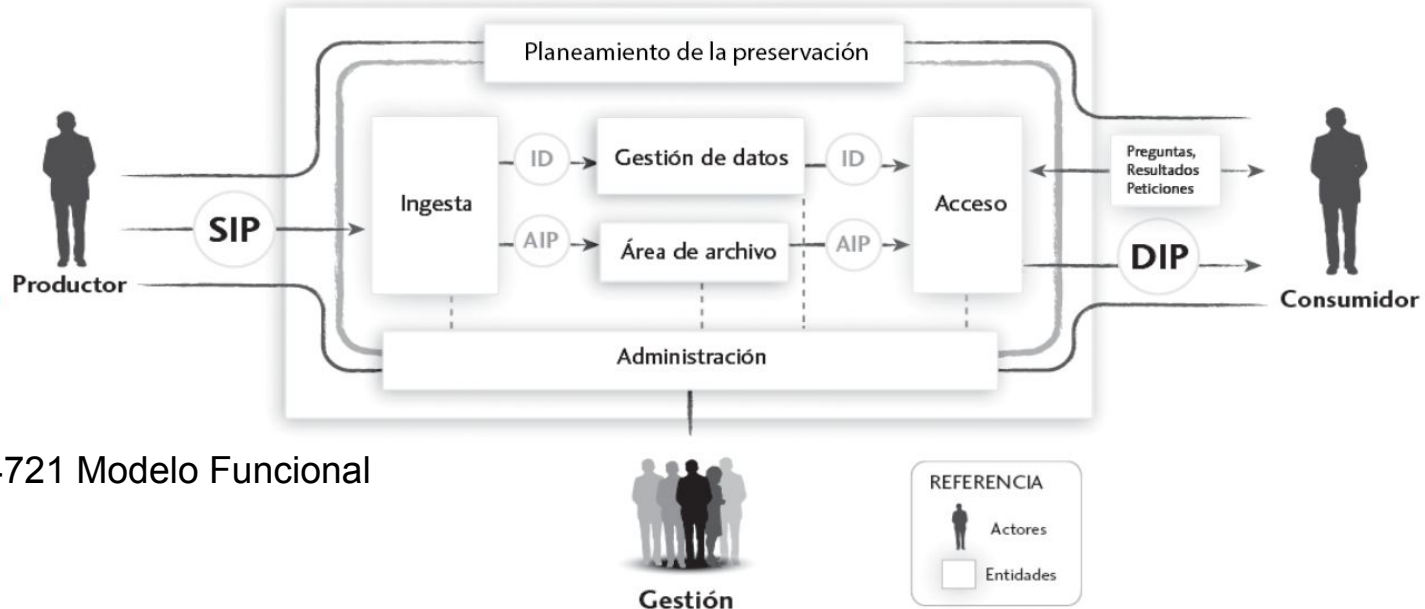 Planeamiento de la preservación
Productor
SIP
Ingesta
ID
Gestión de datos
ID
AIP
Área de archivo
AIP
Acceso
Preguntas,
Resultados
Peticiones
DIP
Consumidor
Administración
4721 Modelo Funcional
Gestión
REFERENCIA
Actores
Entidades